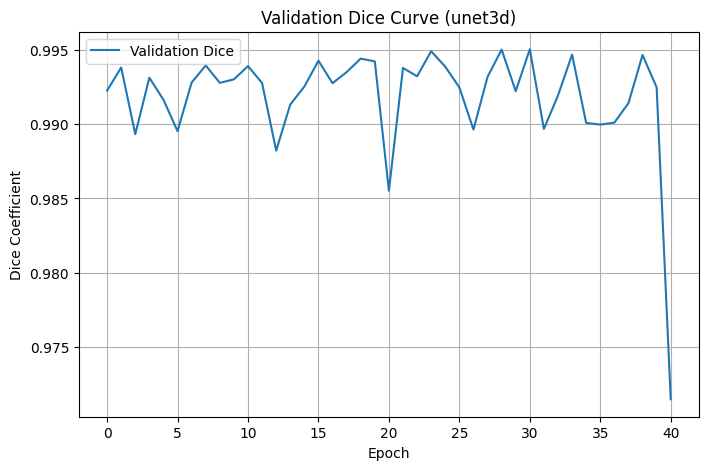 Validation Dice Curve (unet3d)
Validation Dice
0.995
0.990
0.985
0.980
0.975
Dice Coefficient
0 5 10 15 20 25 30 35 40
Epoch